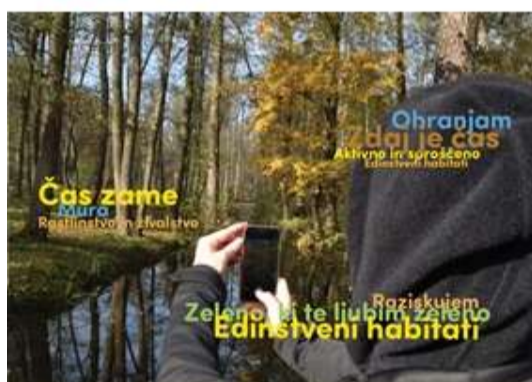 Ohranjam
Zdaj je čas
Aktivno in sproščeno
Edinstveni habitati
Čas zame
Mura
Rastlinstvo in živalstvo
Raziskujem
Zeleno, ki te ljubim zeleno
Edinstveni habitati